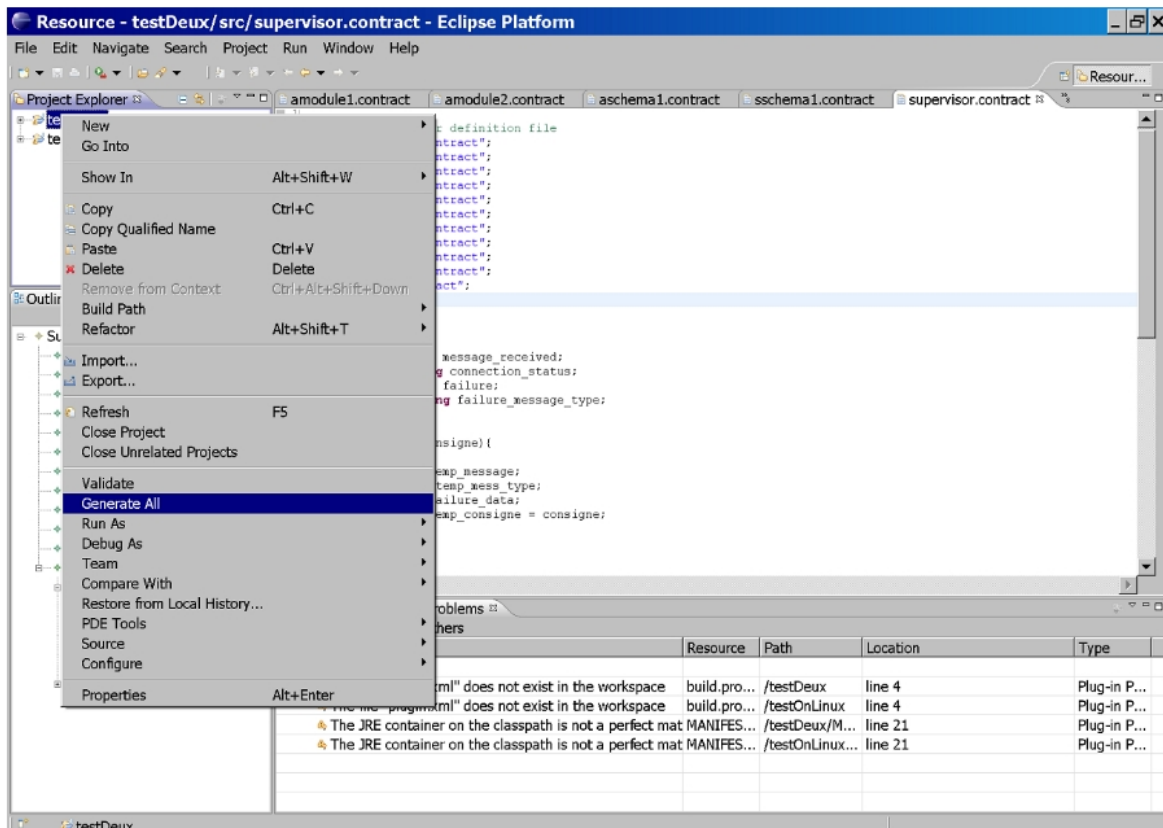 Resource - testDeux/src/supervisor.contract - Eclipse Platform
File Edit Navigate Search Project Run Window Help
Resour...
Project Explorer
amodule1.contract amodule2.contract aschema1.contract sschema1.contract supervisor.contract
te
te
New
Go Into
Show In Alt+Shift+W
Copy Ctrl+C
Copy Qualified Name
Paste Ctrl+V
Delete Delete
Remove from Context Ctrl+Alt+Shift+Down
Build Path
Refactor Alt+Shift+T
Import...
Export...
Refresh F5
Close Project
Close Unrelated Projects
Validate
Generate All
Run As
Debug As
Team
Compare With
Restore from Local History...
PDE Tools
Source
Configure
Properties Alt+Enter
Outlin
Su
r definition file
ntract";
ntract";
ntract";
ntract";
ntract";
ntract";
ntract";
ntract";
ntract";
ntract";
act";
message_received;
g connection_status;
failure;
ng failure_message_type;
nsigne){
emp_message;
temp_mess_type;
ailure_data;
emp_consigne = consigne;
roblems
hers
Resource Path Location Type
xml" does not exist in the workspace build.pro... /testDeux line 4 Plug-in P...
The file "plugin.xml" does not exist in the workspace build.pro... /testOnLinux line 4 Plug-in P...
The JRE container on the classpath is not a perfect mat MANIFES... /testDeux/M... line 21 Plug-in P...
The JRE container on the classpath is not a perfect mat MANIFES... /testOnLinux... line 21 Plug-in P...
testDeux